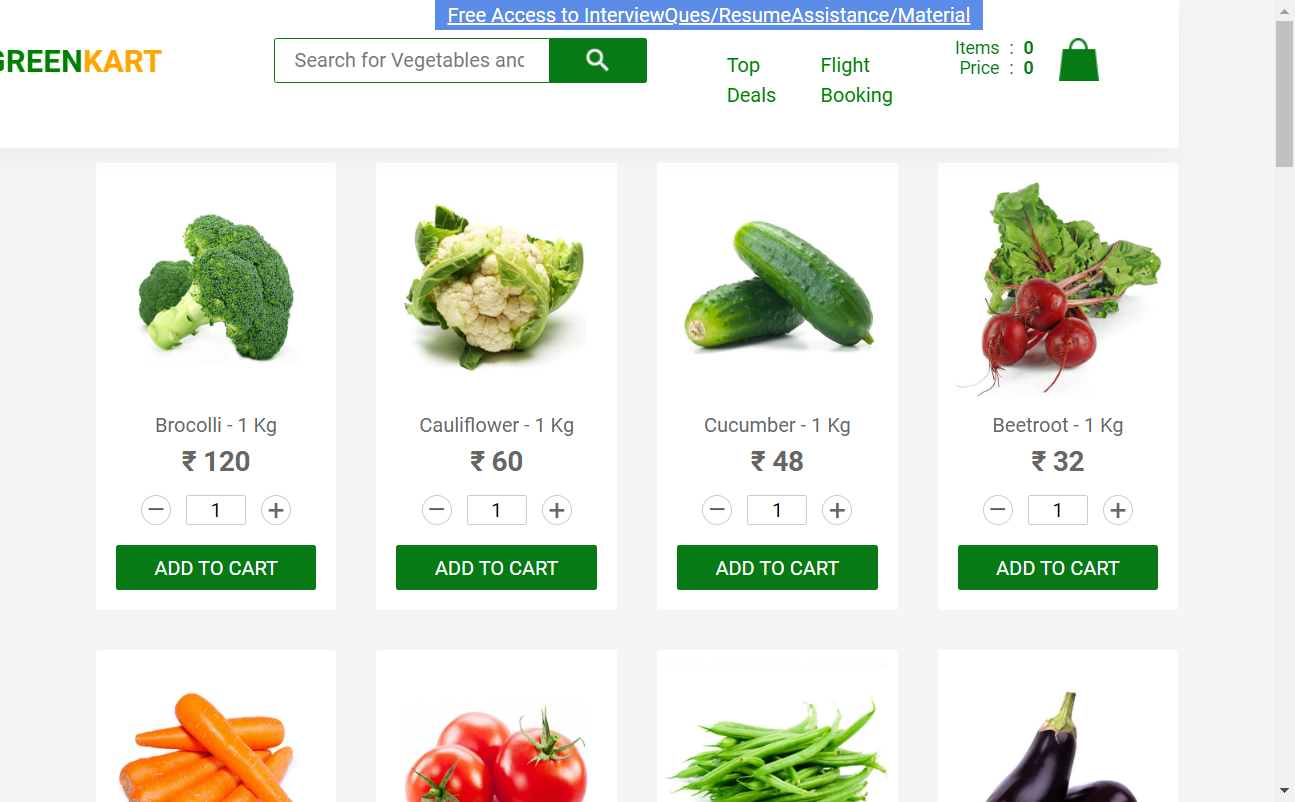 Free Access to InterviewQues/ResumeAssistance/Material
GREENKART
Search for Vegetables and
Top Deals
Flight Booking
Items : 0
Price : 0
Brocolli - 1 Kg
₹ 120
− 1 +
ADD TO CART
Cauliflower - 1 Kg
₹ 60
− 1 +
ADD TO CART
Cucumber - 1 Kg
₹ 48
− 1 +
ADD TO CART
Beetroot - 1 Kg
₹ 32
− 1 +
ADD TO CART